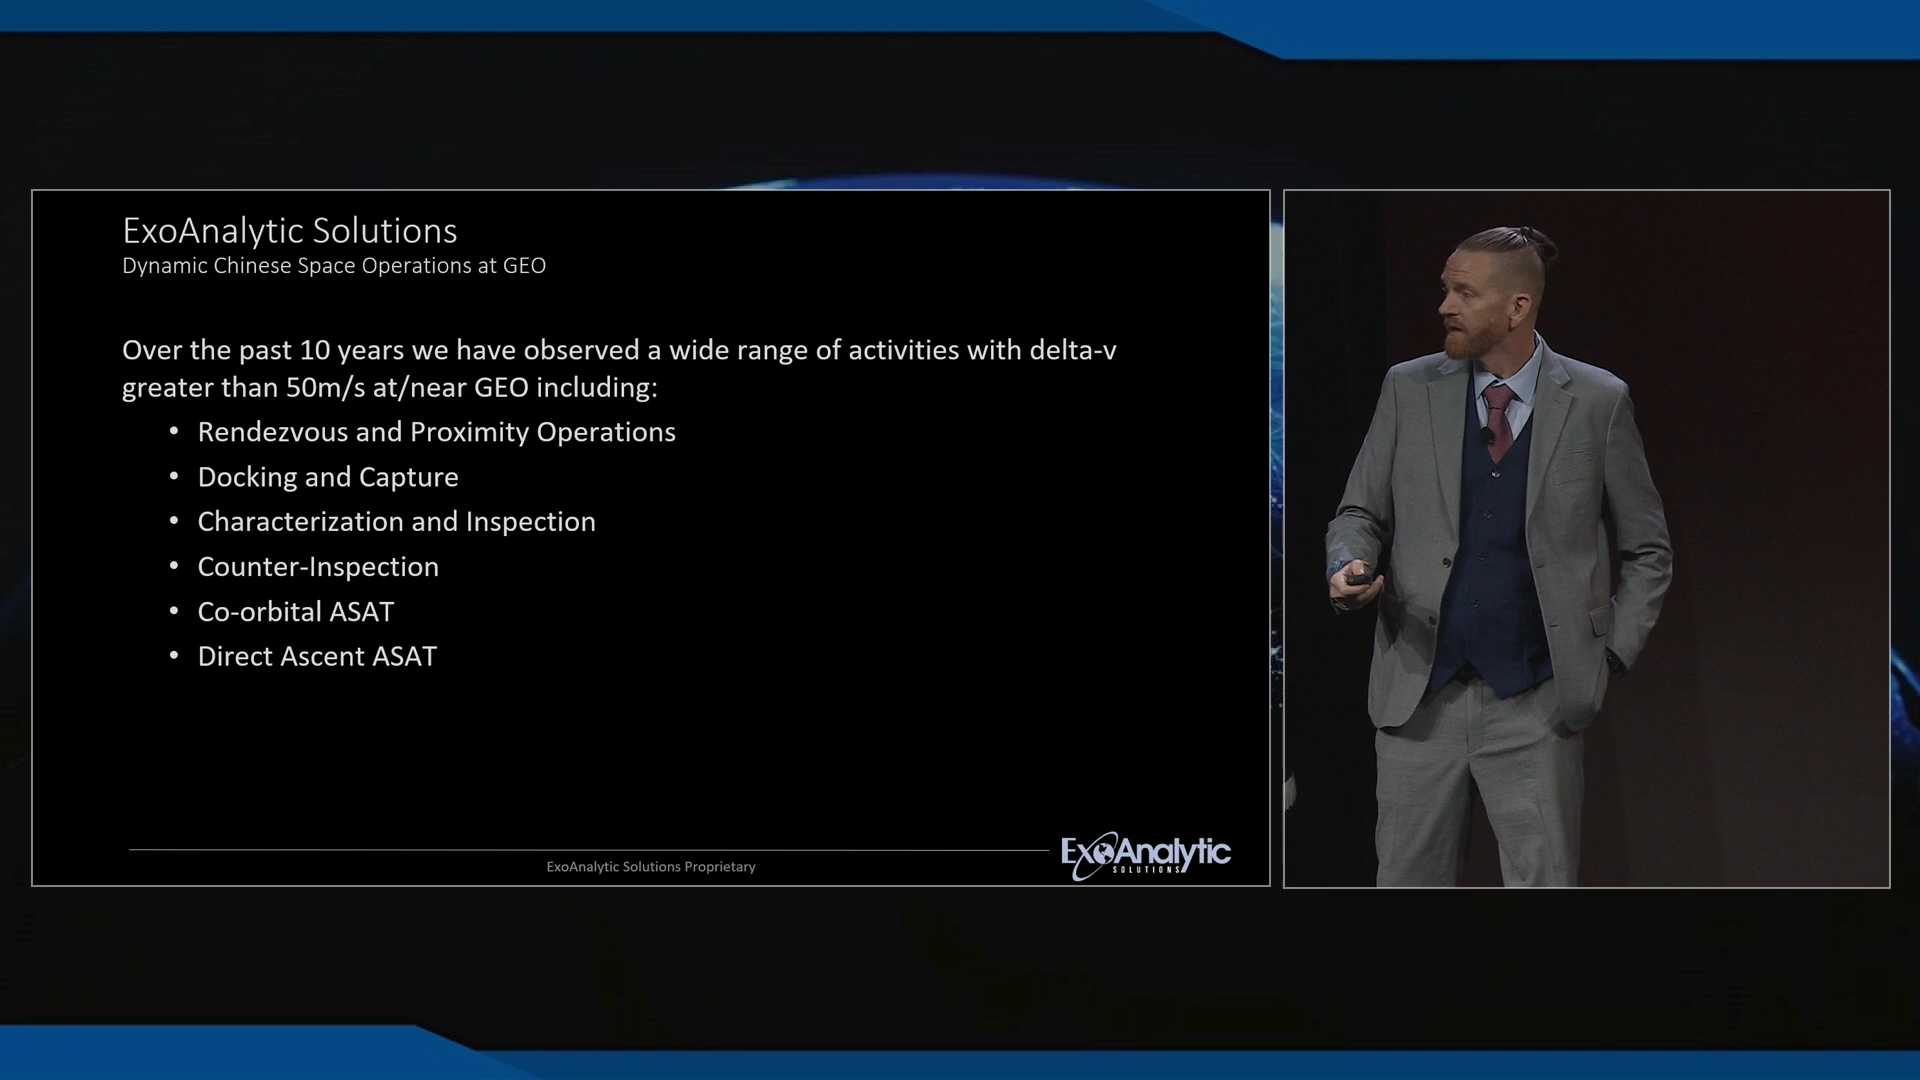 ExoAnalytic Solutions
Dynamic Chinese Space Operations at GEO
Over the past 10 years we have observed a wide range of activities with delta-v
greater than 50m/s at/near GEO including:
• Rendezvous and Proximity Operations
• Docking and Capture
• Characterization and Inspection
• Counter-Inspection
• Co-orbital ASAT
• Direct Ascent ASAT
ExoAnalytic Solutions Proprietary
ExoAnalytic
SOLUTIONS